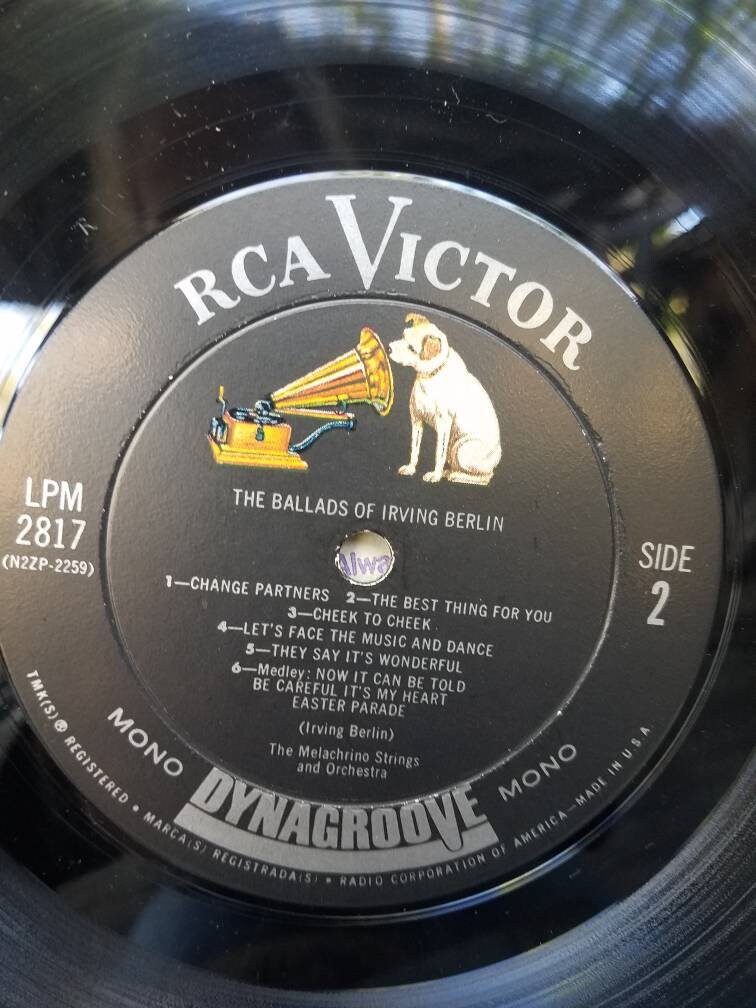 RCA VICTOR
THE BALLADS OF IRVING BERLIN
LPM
2817
(N2ZP-2259)
SIDE
2
Alwa
1—CHANGE PARTNERS 2—THE BEST THING FOR YOU
3—CHEEK TO CHEEK
4—LET'S FACE THE MUSIC AND DANCE
5—THEY SAY IT'S WONDERFUL
6—Medley: NOW IT CAN BE TOLD
BE CAREFUL IT'S MY HEART
EASTER PARADE
(Irving Berlin)
The Melachrino Strings
and Orchestra
MONO DYNAGROOVE MONO
TMK(S) ® REGISTERED • MARCA(S) REGISTRADA(S) • RADIO CORPORATION OF AMERICA—MADE IN U.S.A